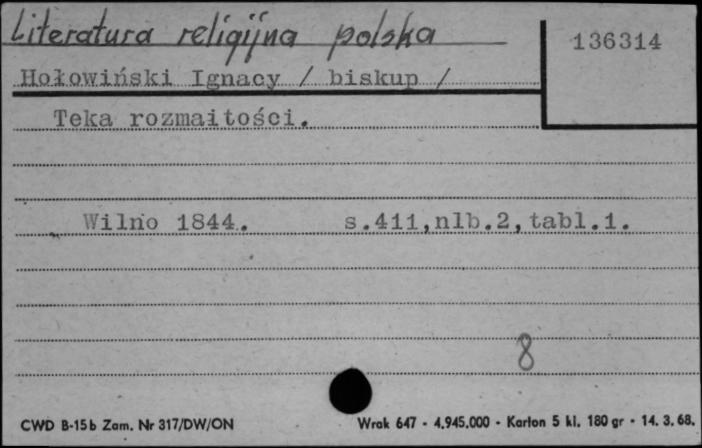 Literatura religijna polska
136314
Hołowiński Ignacy / biskup /
Teka rozmaitości.
Wilno 1844. s.411,nlb.2,tabl.1.
8
CWD B-15b Zam. Nr 317/DW/ON Wrak 647 - 4.945.000 - Karton 5 kl. 180 gr - 14. 3. 68.